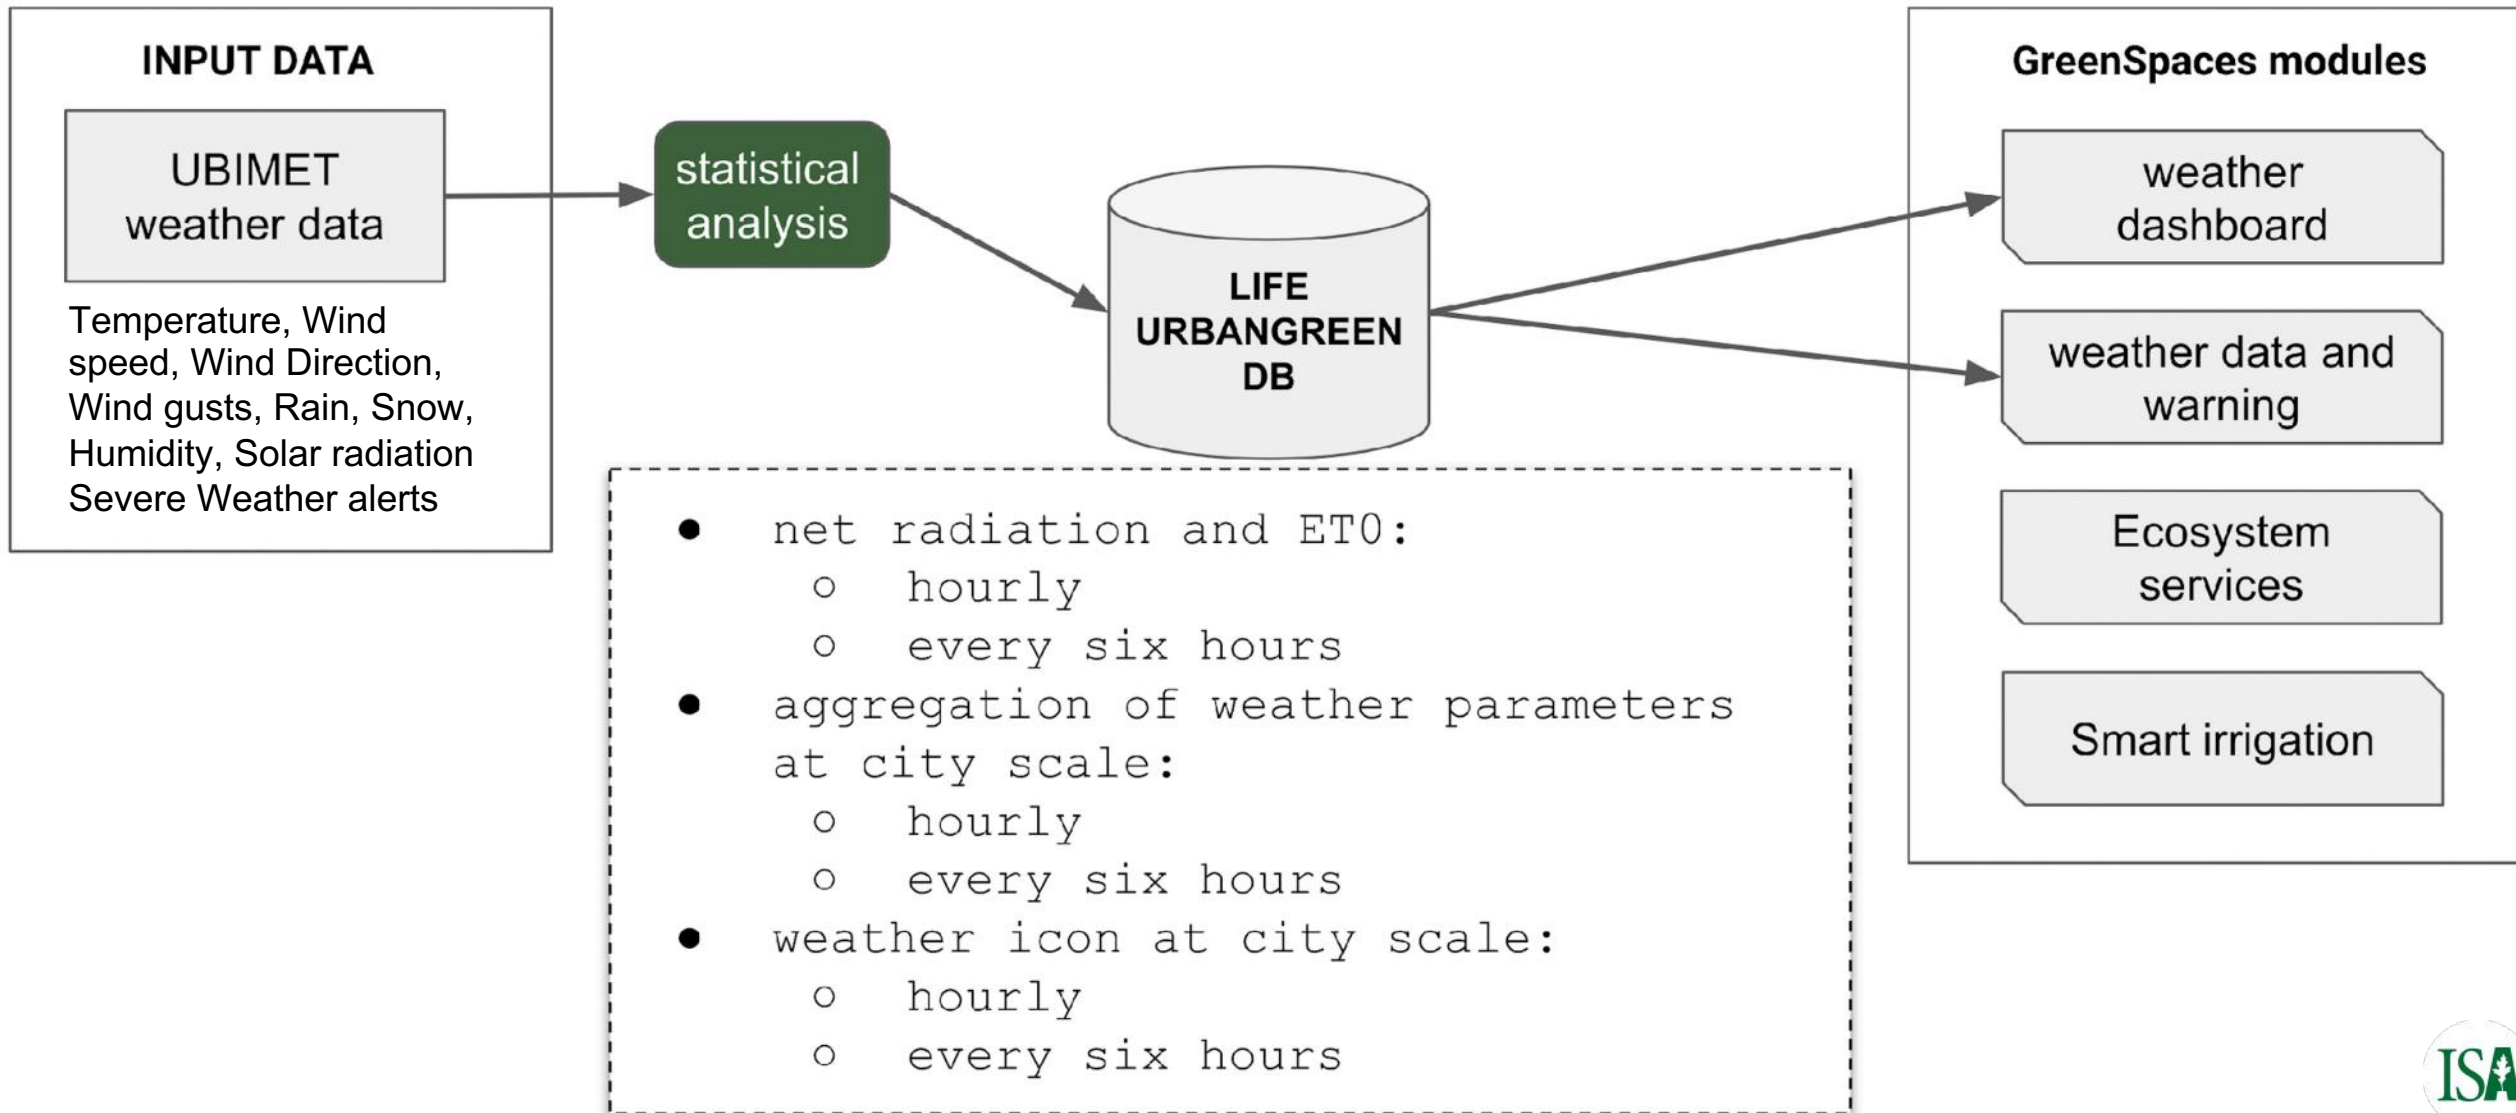 INPUT DATA
UBIMET
weather data
Temperature, Wind
speed, Wind Direction,
Wind gusts, Rain, Snow,
Humidity, Solar radiation
Severe Weather alerts
statistical
analysis
LIFE
URBANGREEN
DB
● net radiation and ET0:
○ hourly
○ every six hours
● aggregation of weather parameters
at city scale:
○ hourly
○ every six hours
● weather icon at city scale:
○ hourly
○ every six hours
GreenSpaces modules
weather
dashboard
weather data and
warning
Ecosystem
services
Smart irrigation
ISA